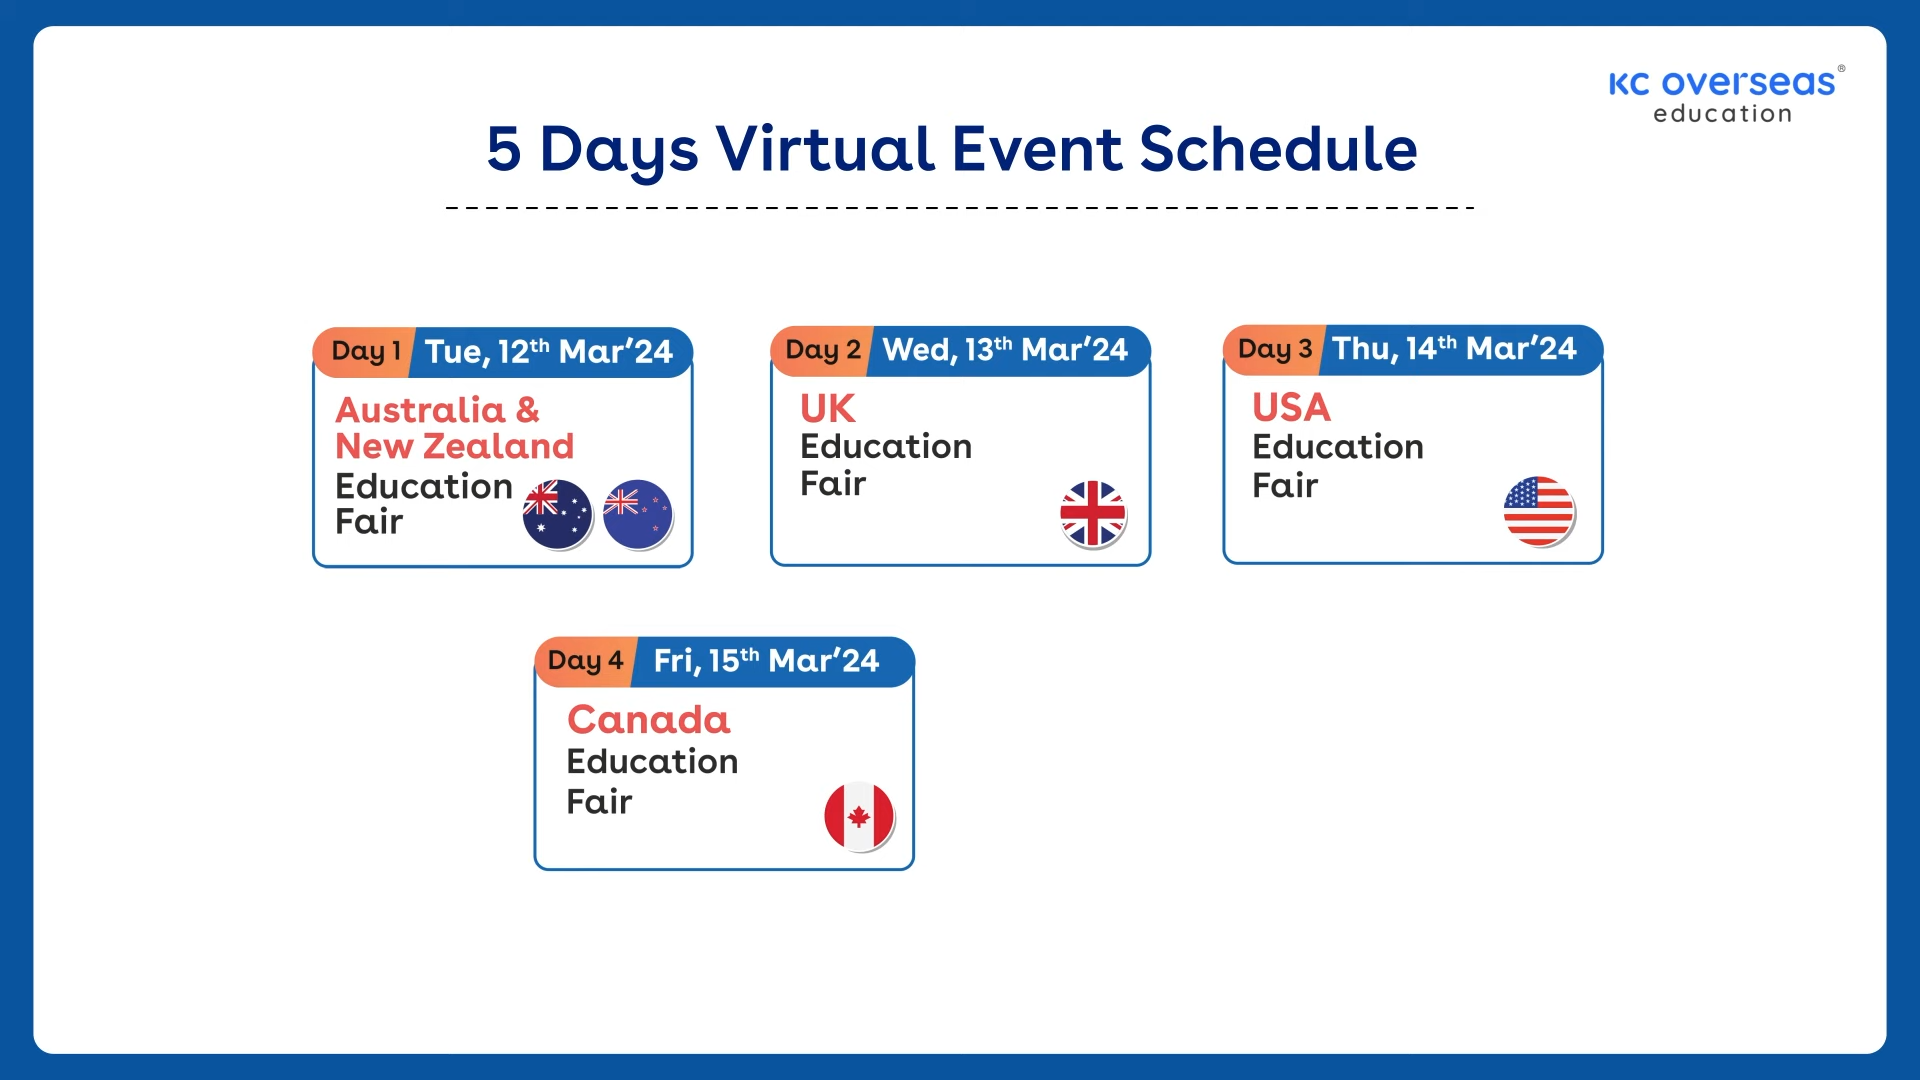 KC overseas®
education
5 Days Virtual Event Schedule
Day 1 Tue, 12th Mar'24
Australia &
New Zealand
Education
Fair
Day 2 Wed, 13th Mar'24
UK
Education
Fair
Day 3 Thu, 14th Mar'24
USA
Education
Fair
Day 4 Fri, 15th Mar'24
Canada
Education
Fair